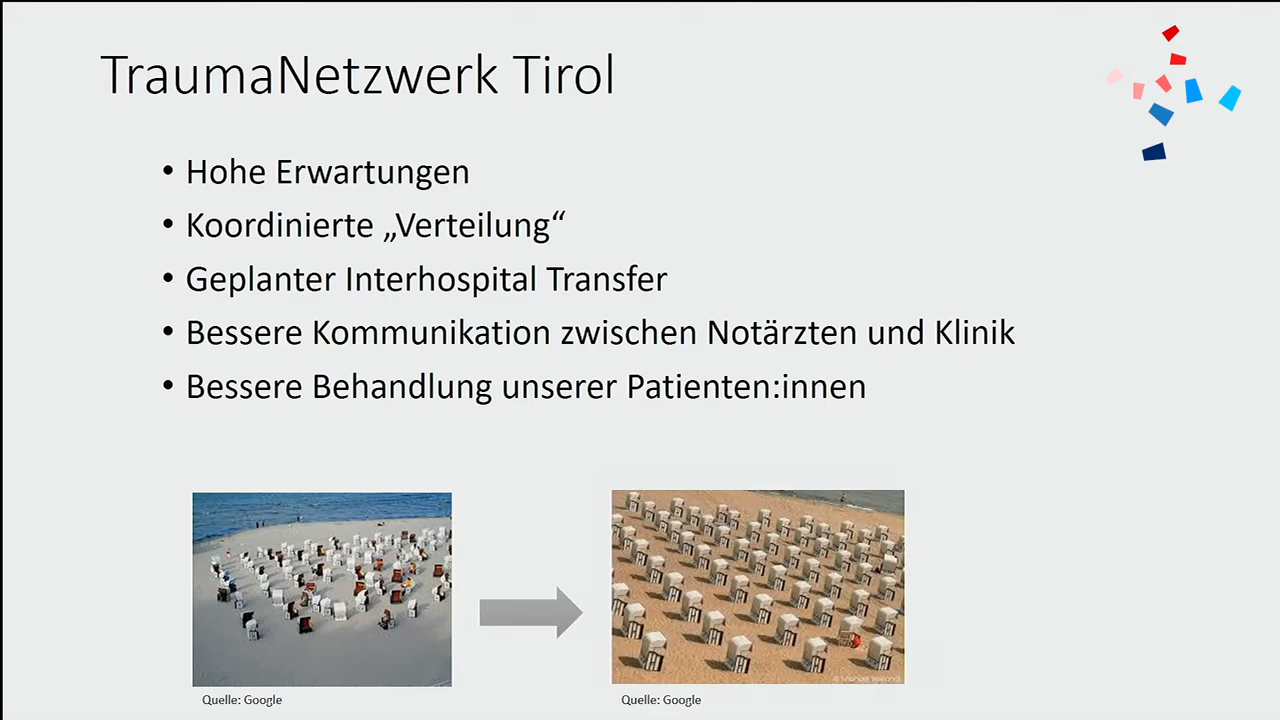 TraumaNetzwerk Tirol
• Hohe Erwartungen
• Koordinierte „Verteilung“
• Geplanter Interhospital Transfer
• Bessere Kommunikation zwischen Notärzten und Klinik
• Bessere Behandlung unserer Patienten:innen
Quelle: Google
Quelle: Google